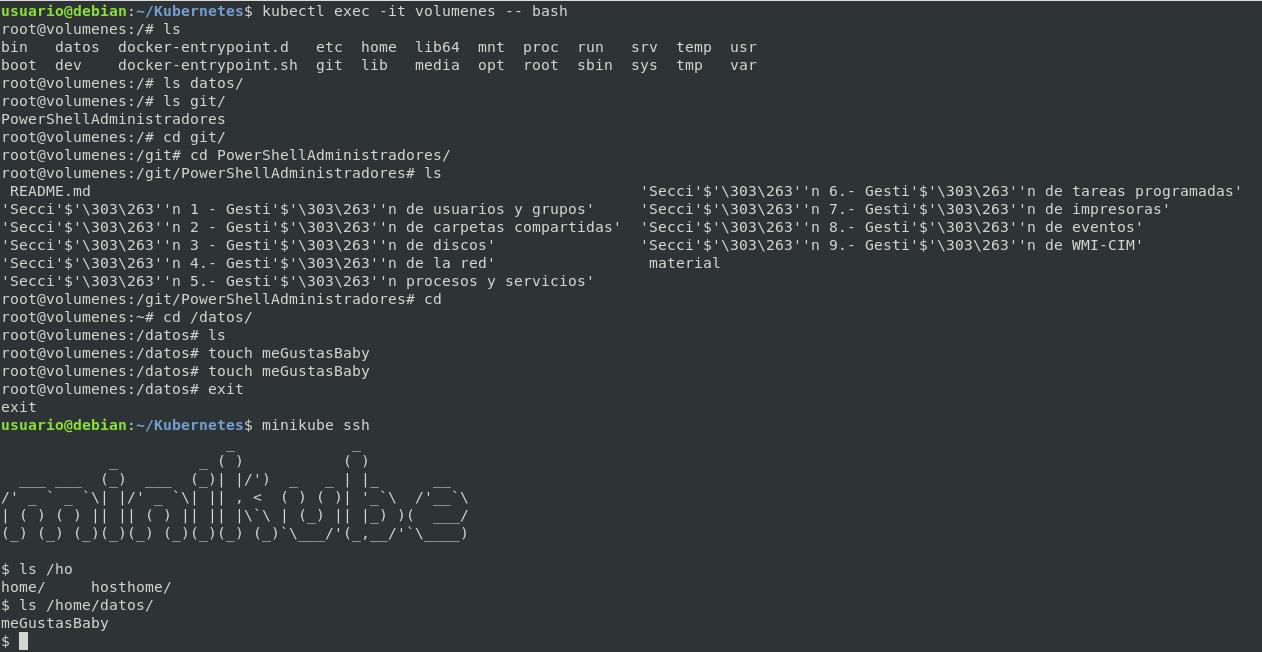 usuario@debian:~/Kubernetes$ kubectl exec -it volumenes -- bash
root@volumenes:/# ls
bin   datos  docker-entrypoint.d   etc  home  lib64  mnt  proc  run   srv  temp  usr
boot  dev    docker-entrypoint.sh  git  lib   media  opt  root  sbin  sys  tmp   var
root@volumenes:/# ls datos/
root@volumenes:/# ls git/
PowerShellAdministradores
root@volumenes:/# cd git/
root@volumenes:/git# cd PowerShellAdministradores/
root@volumenes:/git/PowerShellAdministradores# ls
 README.md                                                             'Secci'$'\303\263''n 6.- Gesti'$'\303\263''n de tareas programadas'
'Secci'$'\303\263''n 1 - Gesti'$'\303\263''n de usuarios y grupos'     'Secci'$'\303\263''n 7.- Gesti'$'\303\263''n de impresoras'
'Secci'$'\303\263''n 2 - Gesti'$'\303\263''n de carpetas compartidas'  'Secci'$'\303\263''n 8.- Gesti'$'\303\263''n de eventos'
'Secci'$'\303\263''n 3 - Gesti'$'\303\263''n de discos'                'Secci'$'\303\263''n 9.- Gesti'$'\303\263''n de WMI-CIM'
'Secci'$'\303\263''n 4.- Gesti'$'\303\263''n de la red'                 material
'Secci'$'\303\263''n 5.- Gesti'$'\303\263''n procesos y servicios'
root@volumenes:/git/PowerShellAdministradores# cd
root@volumenes:~# cd /datos/
root@volumenes:/datos# ls
root@volumenes:/datos# touch meGustasBaby
root@volumenes:/datos# touch meGustasBaby
root@volumenes:/datos# exit
exit
usuario@debian:~/Kubernetes$ minikube ssh
minikube
$ ls /ho
home/     hosthome/
$ ls /home/datos/
meGustasBaby
$